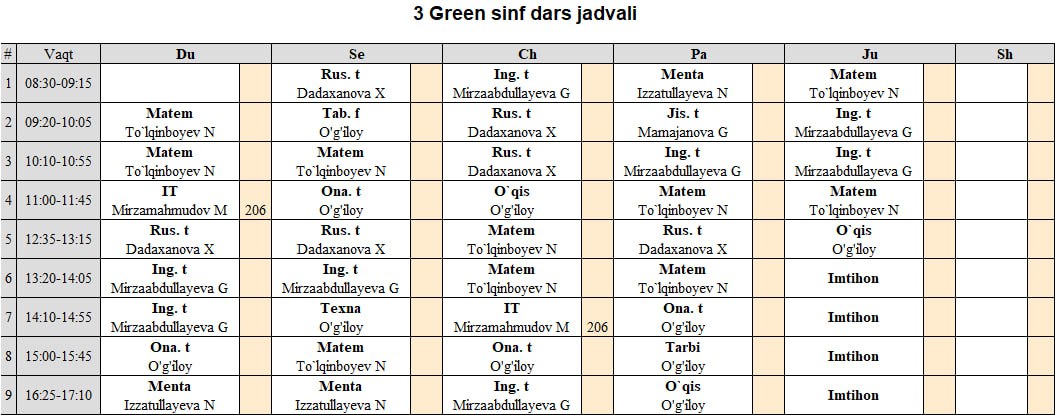 3 Green sinf dars jadvali
# Vaqt Du Se Ch Pa Ju Sh
1 08:30-09:15 Rus. t Ing. t Menta Matem
Dadaxanova X Mirzaabdullayeva G Izzatullayeva N To`lqinboyev N
2 09:20-10:05 Matem Tab. f Rus. t Jis. t Ing. t
To`lqinboyev N O'g'iloy Dadaxanova X Mamajanova G Mirzaabdullayeva G
3 10:10-10:55 Matem Matem Rus. t Ing. t Ing. t
To`lqinboyev N To`lqinboyev N Dadaxanova X Mirzaabdullayeva G Mirzaabdullayeva G
4 11:00-11:45 IT Ona. t O`qis Matem Matem
Mirzamahmudov M 206 O'g'iloy O'g'iloy To`lqinboyev N To`lqinboyev N
5 12:35-13:15 Rus. t Rus. t Matem Rus. t O`qis
Dadaxanova X Dadaxanova X To`lqinboyev N Dadaxanova X O'g'iloy
6 13:20-14:05 Ing. t Ing. t Matem Matem Imtihon
Mirzaabdullayeva G Mirzaabdullayeva G To`lqinboyev N To`lqinboyev N
7 14:10-14:55 Ing. t Texna IT Ona. t Imtihon
Mirzaabdullayeva G O'g'iloy Mirzamahmudov M 206 O'g'iloy
8 15:00-15:45 Ona. t Matem Ona. t Tarbi Imtihon
O'g'iloy To`lqinboyev N O'g'iloy O'g'iloy
9 16:25-17:10 Menta Menta Ing. t O`qis Imtihon
Izzatullayeva N Izzatullayeva N Mirzaabdullayeva G O'g'iloy